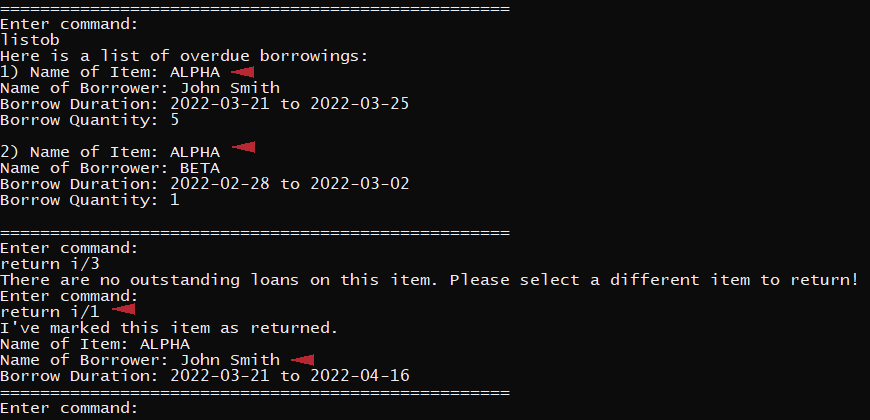 ===================================================
Enter command:
listob
Here is a list of overdue borrowings:
1) Name of Item: ALPHA
Name of Borrower: John Smith
Borrow Duration: 2022-03-21 to 2022-03-25
Borrow Quantity: 5
2) Name of Item: ALPHA
Name of Borrower: BETA
Borrow Duration: 2022-02-28 to 2022-03-02
Borrow Quantity: 1
===================================================
Enter command:
return i/3
There are no outstanding loans on this item. Please select a different item to return!
Enter command:
return i/1
I've marked this item as returned.
Name of Item: ALPHA
Name of Borrower: John Smith
Borrow Duration: 2022-03-21 to 2022-04-16
===================================================
Enter command: